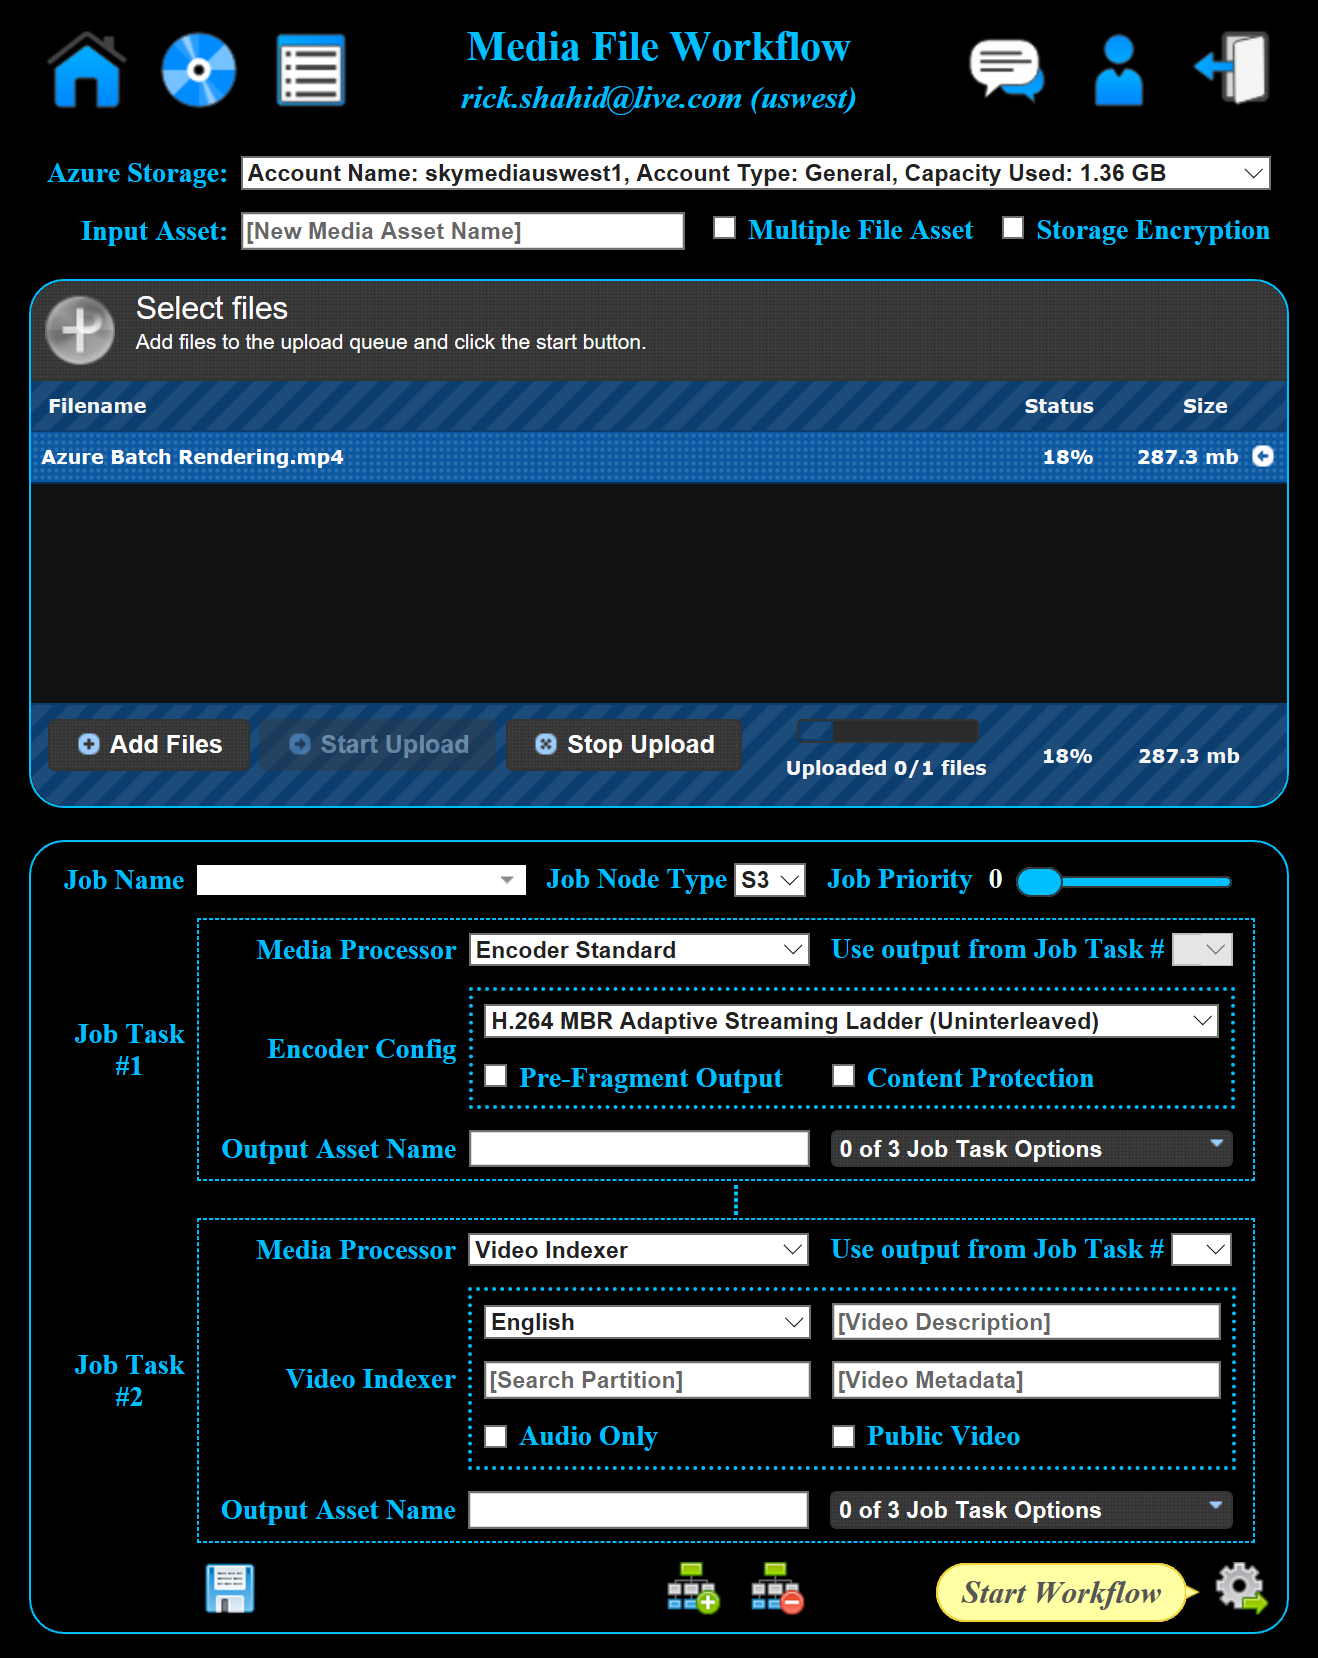 Media File Workflow
rick.shahid@live.com (uswest)
Azure Storage: Account Name: skymediauswest1, Account Type: General, Capacity Used: 1.36 GB
Input Asset: [New Media Asset Name] Multiple File Asset Storage Encryption
Select files
Add files to the upload queue and click the start button.
Filename Status Size
Azure Batch Rendering.mp4 18% 287.3 mb
Add Files Start Upload Stop Upload
Uploaded 0/1 files 18% 287.3 mb
Job Name Job Node Type S3 Job Priority 0
Media Processor Encoder Standard Use output from Job Task #
Job Task
#1
Encoder Config
H.264 MBR Adaptive Streaming Ladder (Uninterleaved)
Pre-Fragment Output Content Protection
Output Asset Name 0 of 3 Job Task Options
Media Processor Video Indexer Use output from Job Task #
Job Task
#2
Video Indexer
English [Video Description]
[Search Partition] [Video Metadata]
Audio Only Public Video
Output Asset Name 0 of 3 Job Task Options
Start Workflow